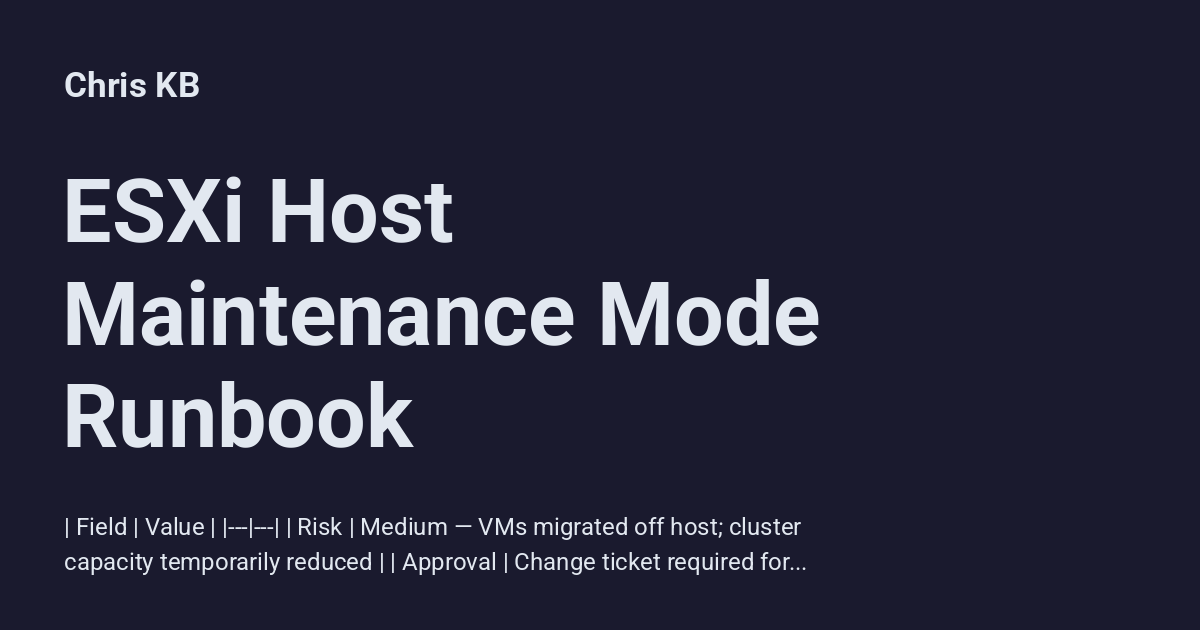 Chris KB
ESXi Host
Maintenance Mode
Runbook
| Field | Value | |---|---| | Risk | Medium — VMs migrated off host; cluster
capacity temporarily reduced | | Approval | Change ticket required for...